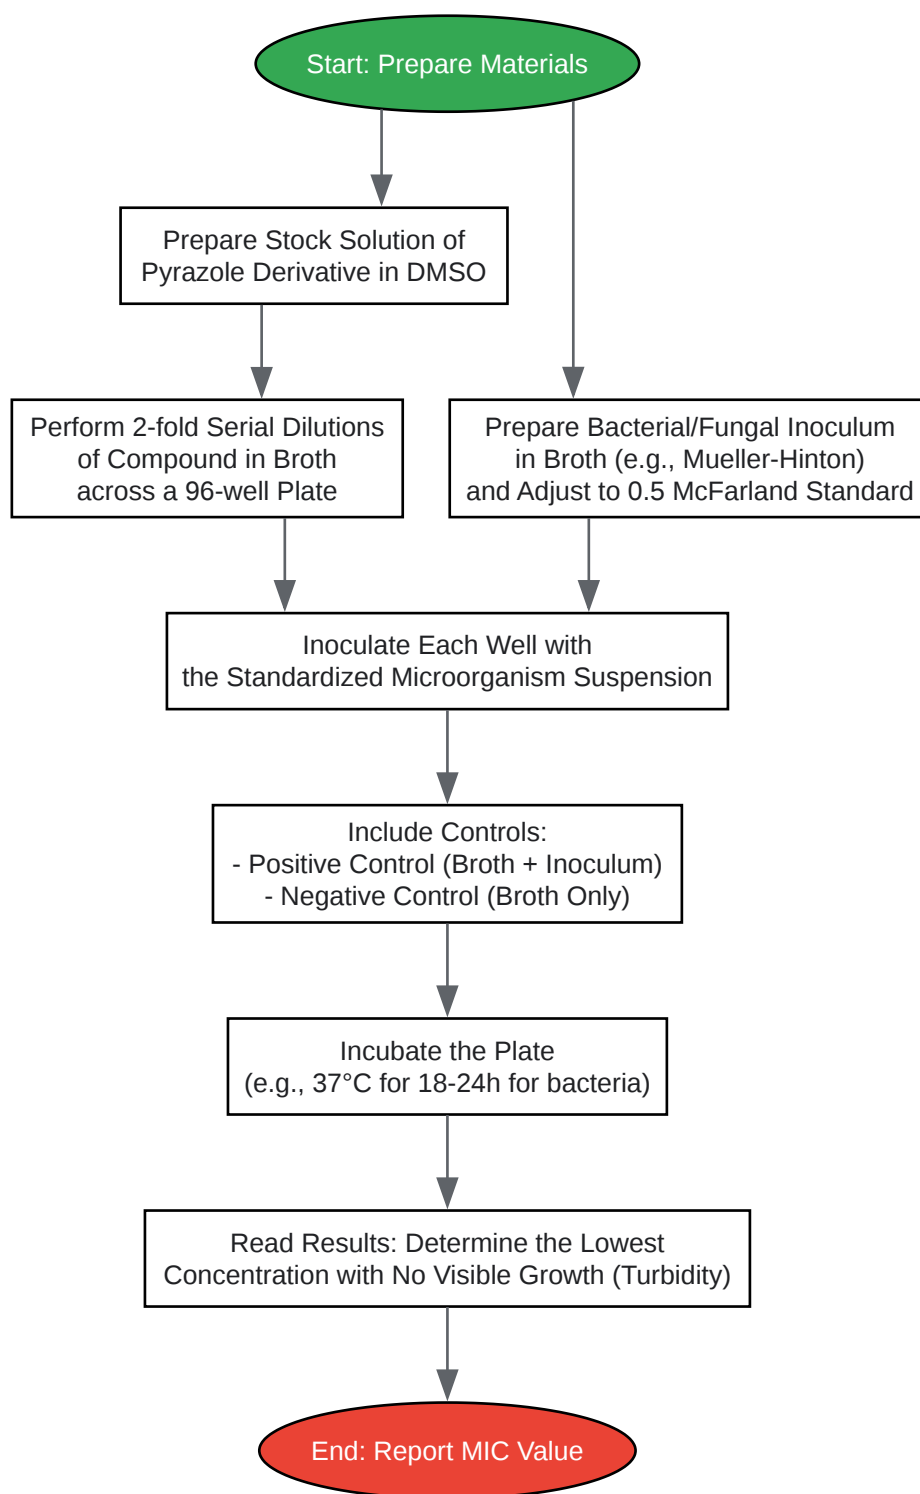 Start: Prepare Materials
Prepare Stock Solution of
Pyrazole Derivative in DMSO
Perform 2-fold Serial Dilutions
of Compound in Broth
across a 96-well Plate
Prepare Bacterial/Fungal Inoculum
in Broth (e.g., Mueller-Hinton)
and Adjust to 0.5 McFarland Standard
Inoculate Each Well with
the Standardized Microorganism Suspension
Include Controls:
- Positive Control (Broth + Inoculum)
- Negative Control (Broth Only)
Incubate the Plate
(e.g., 37°C for 18-24h for bacteria)
Read Results: Determine the Lowest
Concentration with No Visible Growth (Turbidity)
End: Report MIC Value